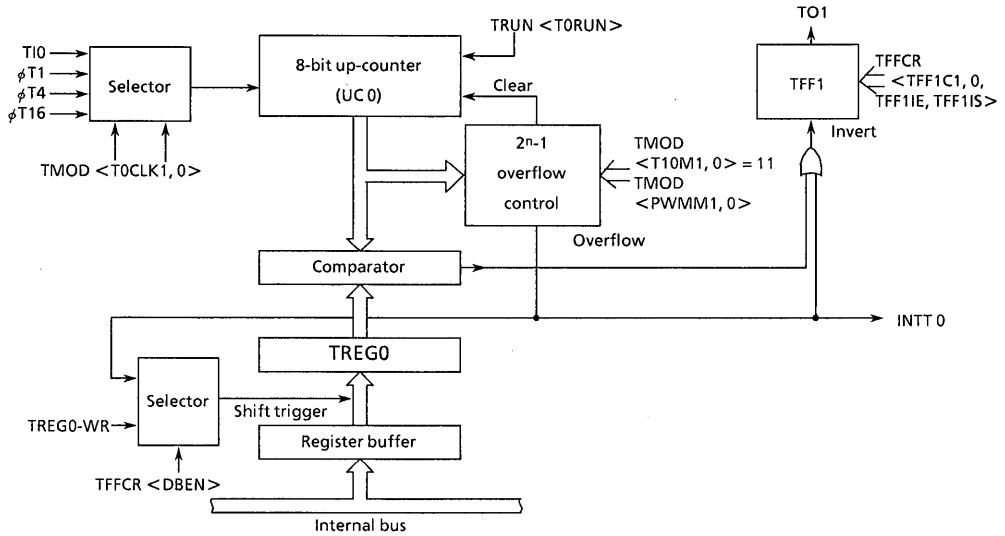 TO1
TRUN <T0RUN>
TI0
φT1
φT4
φT16
Selector
8-bit up-counter
(UC 0)
Clear
TFF1
TFFCR
<TFF1C1, 0,
TFF1IE, TFF1IS>
Invert
TMOD <T0CLK1, 0>
2n-1
overflow
control
TMOD
<T10M1, 0> = 11
TMOD
<PWMM1, 0>
Overflow
Comparator
INTT 0
TREG0
Selector
Shift trigger
TREG0-WR
Register buffer
TFFCR <DBEN>
Internal bus